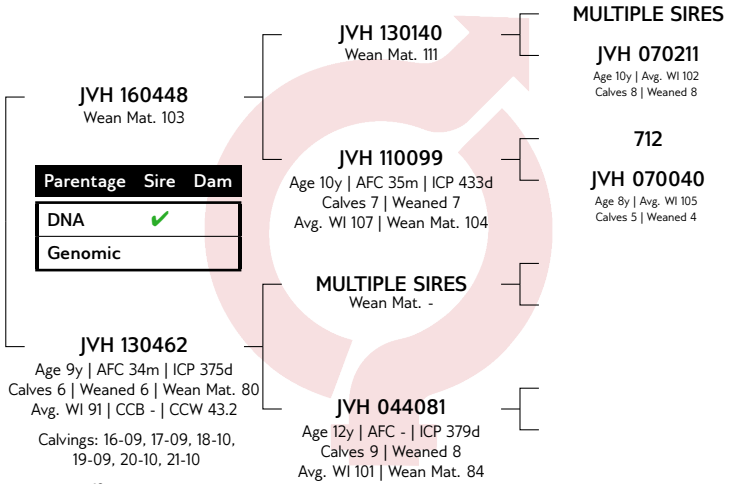 JVH 160448
Wean Mat. 103
Parentage Sire Dam
DNA ✔
Genomic
JVH 130462
Age 9y | AFC 34m | ICP 375d
Calves 6 | Weaned 6 | Wean Mat. 80
Avg. WI 91 | CCB - | CCW 43.2
Calvings: 16-09, 17-09, 18-10,
19-09, 20-10, 21-10
JVH 130140
Wean Mat. 111
JVH 110099
Age 10y | AFC 35m | ICP 433d
Calves 7 | Weaned 7
Avg. WI 107 | Wean Mat. 104
MULTIPLE SIRES
Wean Mat. -
JVH 044081
Age 12y | AFC - | ICP 379d
Calves 9 | Weaned 8
Avg. WI 101 | Wean Mat. 84
MULTIPLE SIRES
JVH 070211
Age 10y | Avg. WI 102
Calves 8 | Weaned 8
712
JVH 070040
Age 8y | Avg. WI 105
Calves 5 | Weaned 4